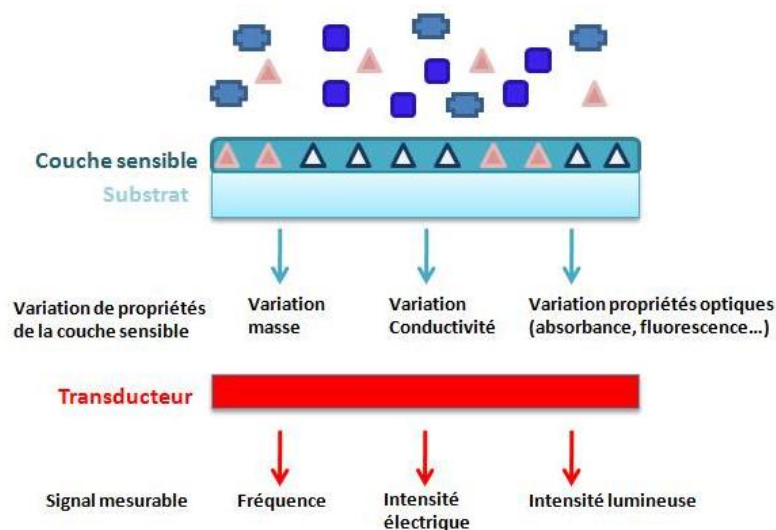 Couche sensible
Substrat
Variation de propriétés
de la couche sensible
Variation
masse
Variation
Conductivité
Variation propriétés optiques
(absorbance, fluorescence...)
Transducteur
Signal mesurable
Fréquence
Intensité
électrique
Intensité lumineuse